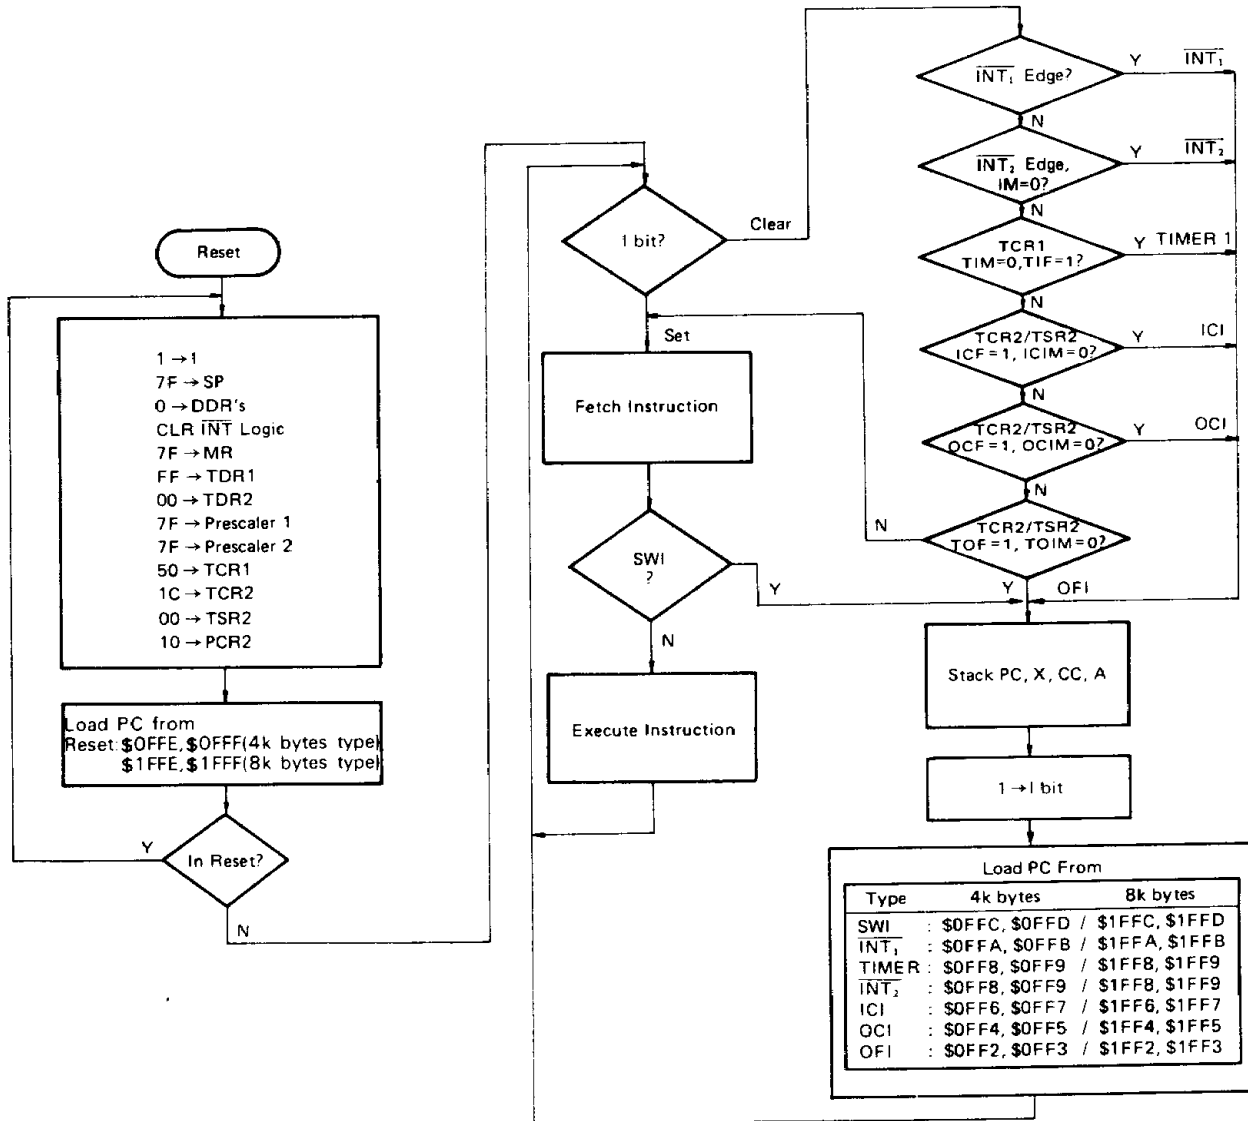 Reset
1→I
7F→SP
0→DDR's
CLR INT Logic
7F→MR
FF→TDR1
00→TDR2
7F→Prescaler 1
7F→Prescaler 2
50→TCR1
1C→TCR2
00→TSR2
10→PCR2
Load PC from
Reset:$0FFE,$0FFF(4k bytes type)
$1FFE,$1FFF(8k bytes type)
In Reset?
Y
N
I bit?
Clear
Set
Fetch Instruction
SWI
?
Y
N
Execute Instruction
INT₁ Edge?
Y
INT₁
N
INT₂ Edge,
IM=0?
Y
INT₂
N
TCR1
TIM=0,TIF=1?
Y
TIMER 1
N
TCR2/TSR2
ICF=1, ICIM=0?
Y
ICI
N
TCR2/TSR2
OCF=1, OCIM=0?
Y
OCI
N
TCR2/TSR2
TOF=1, TOIM=0?
N
Y
OFI
Stack PC, X, CC, A
1→I bit
Load PC From
Type 4k bytes 8k bytes
SWI : $0FFC, $0FFD / $1FFC, $1FFD
INT₁ : $0FFA, $0FFB / $1FFA, $1FFB
TIMER : $0FF8, $0FF9 / $1FF8, $1FF9
INT₂ : $0FF8, $0FF9 / $1FF8, $1FF9
ICI : $0FF6, $0FF7 / $1FF6, $1FF7
OCI : $0FF4, $0FF5 / $1FF4, $1FF5
OFI : $0FF2, $0FF3 / $1FF2, $1FF3